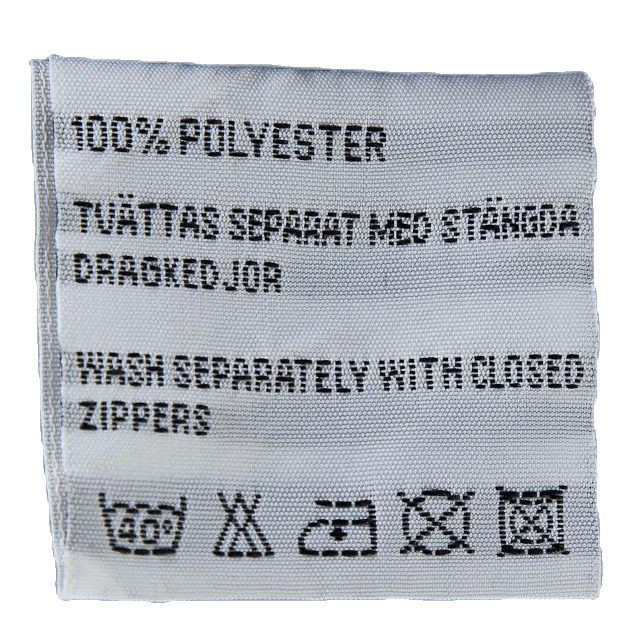 100% POLYESTER
TVÄTTAS SEPARAT MED STÄNGDA
DRAGKEDJOR
WASH SEPARATELY WITH CLOSED
ZIPPERS
40°